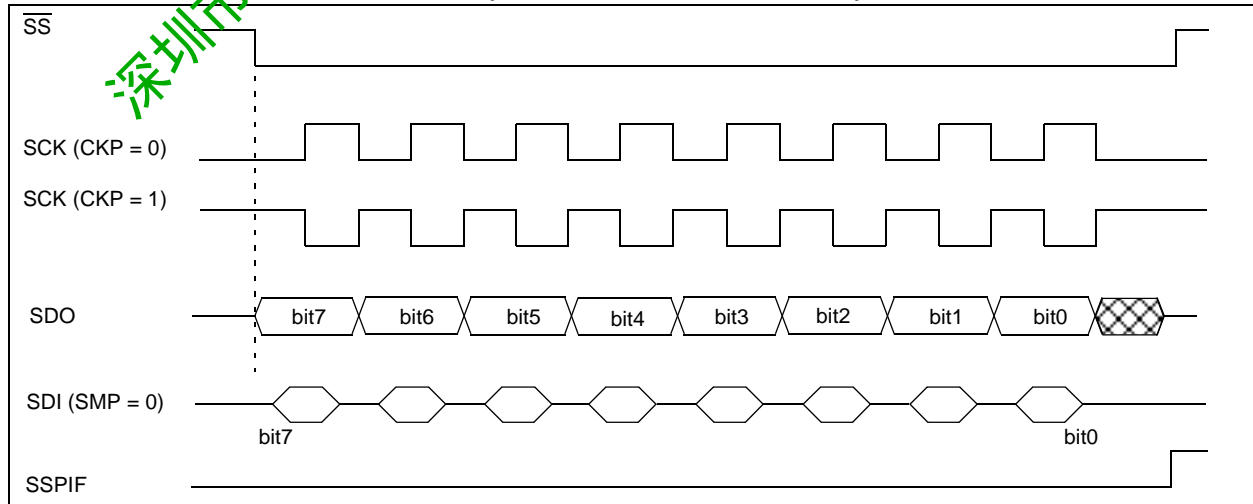 深圳市
SS
SCK (CKP = 0)
SCK (CKP = 1)
SDO
bit7 bit6 bit5 bit4 bit3 bit2 bit1 bit0
SDI (SMP = 0)
bit7 bit0
SSPIF